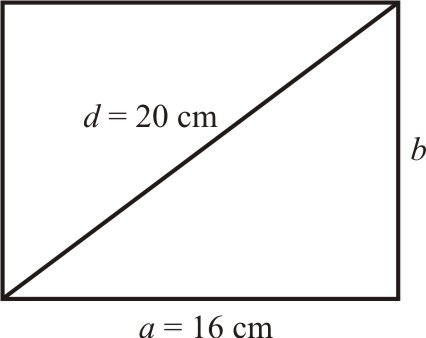 d = 20 cm
b
a = 16 cm